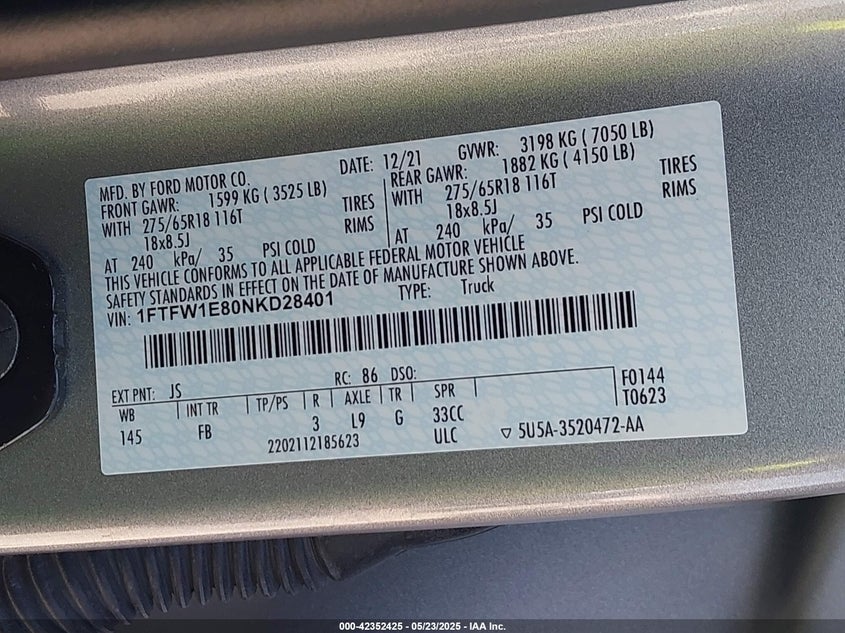 MFD. BY FORD MOTOR CO. DATE: 12/21 GVWR: 3198 KG ( 7050 LB)
FRONT GAWR: 1599 KG ( 3525 LB) REAR GAWR: 1882 KG ( 4150 LB)
WITH 275/65R18 116T TIRES WITH 275/65R18 116T TIRES
18x8.5J RIMS 18x8.5J RIMS
AT 240 kPa/ 35 PSI COLD AT 240 kPa/ 35 PSI COLD
THIS VEHICLE CONFORMS TO ALL APPLICABLE FEDERAL MOTOR VEHICLE
SAFETY STANDARDS IN EFFECT ON THE DATE OF MANUFACTURE SHOWN ABOVE.
VIN: 1FTFW1E80NKD28401 TYPE: Truck
EXT PNT: JS RC: 86 DSO: F0144
WB INT TR TP/PS R AXLE TR SPR T0623
145 FB 3 L9 G 33CC
2202112185623 ULC ▽ 5U5A-3520472-AA
000-42352425 - 05/23/2025 - IAA Inc.